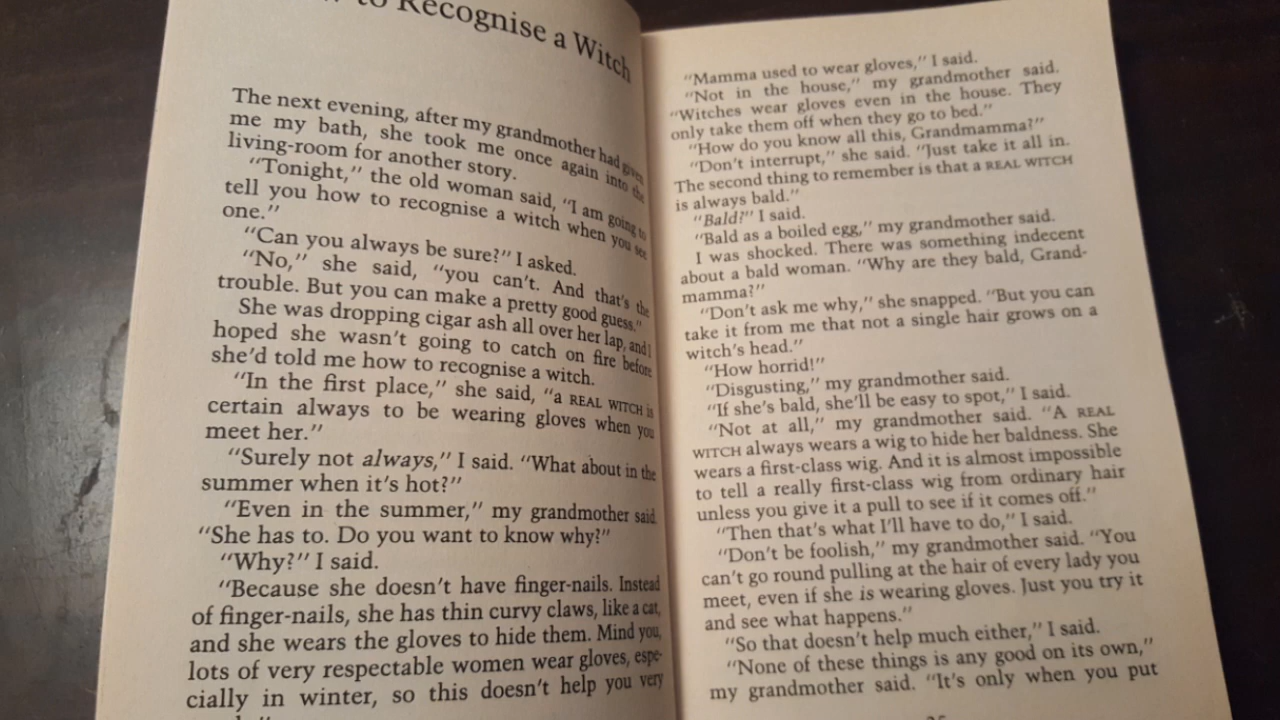 to Recognise a Witch
The next evening, after my grandmother had given
me my bath, she took me once again into the
living-room for another story.
“Tonight,” the old woman said, “I am going to
tell you how to recognise a witch when you see
one.”
“Can you always be sure?” I asked.
“No,” she said, “you can't. And that's the
trouble. But you can make a pretty good guess.”
She was dropping cigar ash all over her lap, and I
hoped she wasn't going to catch on fire before
she'd told me how to recognise a witch.
“In the first place,” she said, “a REAL WITCH is
certain always to be wearing gloves when you
meet her.”
“Surely not always,” I said. “What about in the
summer when it's hot?”
“Even in the summer,” my grandmother said.
“She has to. Do you want to know why?”
“Why?” I said.
“Because she doesn't have finger-nails. Instead
of finger-nails, she has thin curvy claws, like a cat,
and she wears the gloves to hide them. Mind you,
lots of very respectable women wear gloves, espe-
cially in winter, so this doesn't help you very
“Mamma used to wear gloves,” I said.
“Not in the house,” my grandmother said.
“Witches wear gloves even in the house. They
only take them off when they go to bed.”
“How do you know all this, Grandmamma?”
“Don't interrupt,” she said. “Just take it all in.
The second thing to remember is that a REAL WITCH
is always bald.”
“Bald?” I said.
“Bald as a boiled egg,” my grandmother said.
I was shocked. There was something indecent
about a bald woman. “Why are they bald, Grand-
mamma?”
“Don't ask me why,” she snapped. “But you can
take it from me that not a single hair grows on a
witch's head.”
“How horrid!”
“Disgusting,” my grandmother said.
“If she's bald, she'll be easy to spot,” I said.
“Not at all,” my grandmother said. “A REAL
WITCH always wears a wig to hide her baldness. She
wears a first-class wig. And it is almost impossible
to tell a really first-class wig from ordinary hair
unless you give it a pull to see if it comes off.”
“Then that's what I'll have to do,” I said.
“Don't be foolish,” my grandmother said. “You
can't go round pulling at the hair of every lady you
meet, even if she is wearing gloves. Just you try it
and see what happens.”
“So that doesn't help much either,” I said.
“None of these things is any good on its own,”
my grandmother said. “It's only when you put